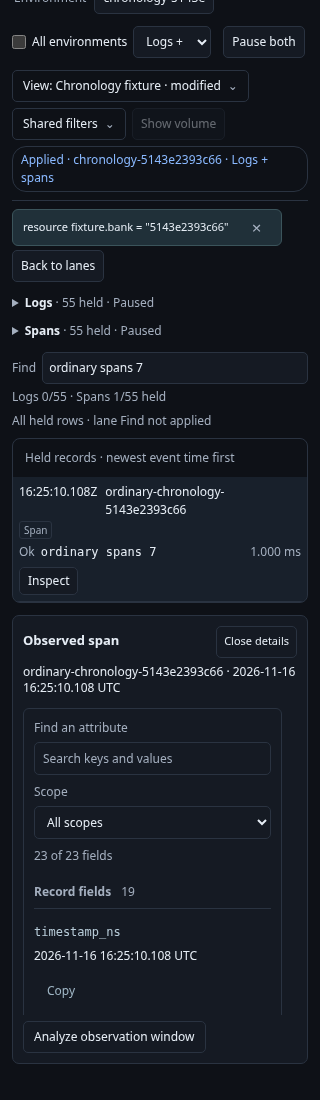 All environments
Logs +
Pause both
View: Chronology fixture · modified
Shared filters
Show volume
Applied · chronology-5143e2393c66 · Logs +
spans
resource fixture.bank = "5143e2393c66" ×
Back to lanes
Logs · 55 held · Paused
Spans · 55 held · Paused
Find ordinary spans 7
Logs 0/55 · Spans 1/55 held
All held rows · lane Find not applied
Held records · newest event time first
16:25:10.108Z ordinary-chronology-
5143e2393c66
Span
Ok ordinary spans 7 1.000 ms
Inspect
Observed span
Close details
ordinary-chronology-5143e2393c66 · 2026-11-16
16:25:10.108 UTC
Find an attribute
Search keys and values
Scope
All scopes
23 of 23 fields
Record fields 19
timestamp_ns
2026-11-16 16:25:10.108 UTC
Copy
Analyze observation window